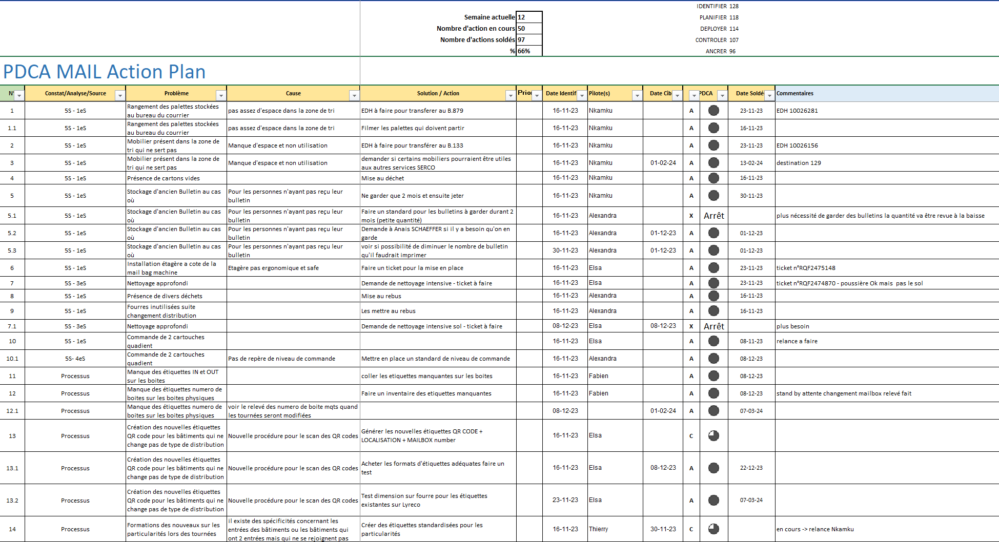 IDENTIFIER 128
Semaine actuelle 12 PLANIFIER 118
Nombre d'action en cours 50 DEPLOYER 114
Nombre d'actions soldés 97 CONTROLER 107
% 66% ANCRER 96
PDCA MAIL Action Plan
N° Constat/Analyse/Source Problème Cause Solution / Action Prior Date Identif Pilote(s) Date Cib PDCA Date Soldé Commentaires
1 5S - 1eS Rangement des palettes stockées
au bureau du courrier pas assez d'espace dans la zone de tri EDH à faire pour transferer au B.879 16-11-23 Nkamku A 23-11-23 EDH 10026281
1.1 5S - 1eS Rangement des palettes stockées
au bureau du courrier pas assez d'espace dans la zone de tri Filmer les palettes qui doivent partir 16-11-23 Nkamku A 16-11-23
2 5S - 1eS Mobilier présent dans la zone de
tri qui ne sert pas Manque d'espace et non utilisation EDH à faire pour transférer au B.133 16-11-23 Nkamku A 23-11-23 EDH 10026156
3 5S - 1eS Mobilier présent dans la zone de
tri qui ne sert pas Manque d'espace et non utilisation demander si certains mobiliers pourraient être utiles
aux autres services SERCO 16-11-23 Nkamku 01-02-24 A 13-02-24 destination 129
4 5S - 1eS Présence de cartons vides Mise au déchet 16-11-23 Nkamku A 16-11-23
5 5S - 1eS Stockage d'ancien Bulletin au cas
où Pour les personnes n'ayant pas reçu leur
bulletin Ne garder que 2 mois et ensuite jeter 16-11-23 Nkamku A 30-11-23
5.1 5S - 1eS Stockage d'ancien Bulletin au cas
où Pour les personnes n'ayant pas reçu leur
bulletin Faire un standard pour les bulletins à garder durant 2
mois (petite quantité) 16-11-23 Alexandra X Arrêt plus nécessité de garder des bulletins la quantité va être revue à la baisse
5.2 5S - 1eS Stockage d'ancien Bulletin au cas
où Pour les personnes n'ayant pas reçu leur
bulletin Demande à Anais SCHAEFFER si il y a besoin qu'on en
garde 16-11-23 Alexandra 01-12-23 A 01-12-23
5.3 5S - 1eS Stockage d'ancien Bulletin au cas
où Pour les personnes n'ayant pas reçu leur
bulletin voir si possibilité de diminuer le nombre de bulletin
qu'il faudrait imprimer 30-11-23 Alexandra 01-12-23 A 01-12-23
6 5S - 1eS Installation étagère a cote de la
mail bag machine Etagère pas ergonomique et safe Faire un ticket pour la mise en place 16-11-23 Elsa A 23-11-23 ticket n°RQF2475148
7 5S - 3eS Nettoyage approfondi Demande de nettoyage intensive - ticket à faire 16-11-23 Elsa A 23-11-23 ticket n°RQF2474870 - poussière Ok mais pas le sol
8 5S - 1eS Présence de divers déchets Mise au rebus 16-11-23 Alexandra A 16-11-23
9 5S - 1eS Fourres inutilisées suite
changement distribution Les mettre au rebus 16-11-23 Alexandra A 16-11-23
7.1 5S - 3eS Nettoyage approfondi Demande de nettoyage intensive sol - ticket à faire 08-12-23 Elsa 08-12-23 X Arrêt plus besoin
10 5S - 1eS Commande de 2 cartouches
quadient 16-11-23 Elsa A 08-11-23 relance a faire
10.1 5S- 4eS Commande de 2 cartouches
quadient Pas de repère de niveau de commande Mettre en place un standard de niveau de commande 16-11-23 Alexandra A 08-12-23
11 Processus Manque des étiquettes IN et OUT
sur les boites coller les etiquettes manquantes sur les boites 16-11-23 Fabien A 08-12-23
12 Processus Manque des étiquettes numero de
boites sur les boites physiques Faire un inventaire des etiquettes manquantes 16-11-23 Fabien A 08-12-23 stand by attente changement mailbox relevé fait
12.1 Processus Manque des étiquettes numero de
boites sur les boites physiques voir le relevé des numero de boite mqts quand
les tournées seront modifiées 08-12-23 01-02-24 A 07-03-24
13 Processus Création des nouvelles étiquettes
QR code pour les bâtiments qui ne
change pas de type de distribution Nouvelle procédure pour le scan des QR codes Générer les nouvelles étiquettes QR CODE +
LOCALISATION + MAILBOX number 16-11-23 Elsa C
13.1 Processus Création des nouvelles étiquettes
QR code pour les bâtiments qui ne
change pas de type de distribution Nouvelle procédure pour le scan des QR codes Acheter les formats d'étiquettes adéquates faire un
test 16-11-23 Elsa 08-12-23 A 22-12-23
13.2 Processus Création des nouvelles étiquettes
QR code pour les bâtiments qui ne
change pas de type de distribution Nouvelle procédure pour le scan des QR codes Test dimension sur fourre pour les étiquettes
existantes sur Lyreco 23-11-23 Elsa A 07-03-24
14 Processus Formations des nouveaux sur les
particularités lors des tournées il existe des spécificités concernant les
entrées des bâtiments ou les bâtiments qui
ont 2 entrées mais qui ne se rejoignent pas Créer des étiquettes standardisées pour les
particularités 16-11-23 Thierry 30-11-23 C en cours -> relance Nkamku